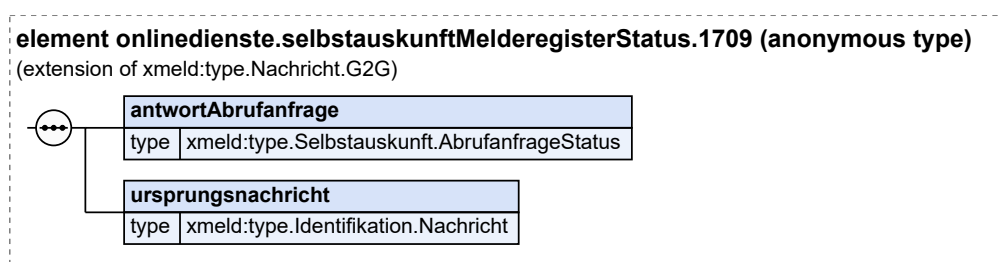 element onlinedienste.selbstauskunftMelderegisterStatus.1709 (anonymous type)
(extension of xmeld:type.Nachricht.G2G)
antwortAbrufanfrage
type xmeld:type.Selbstauskunft.AbrufanfrageStatus
ursprungsnachricht
type xmeld:type.Identifikation.Nachricht